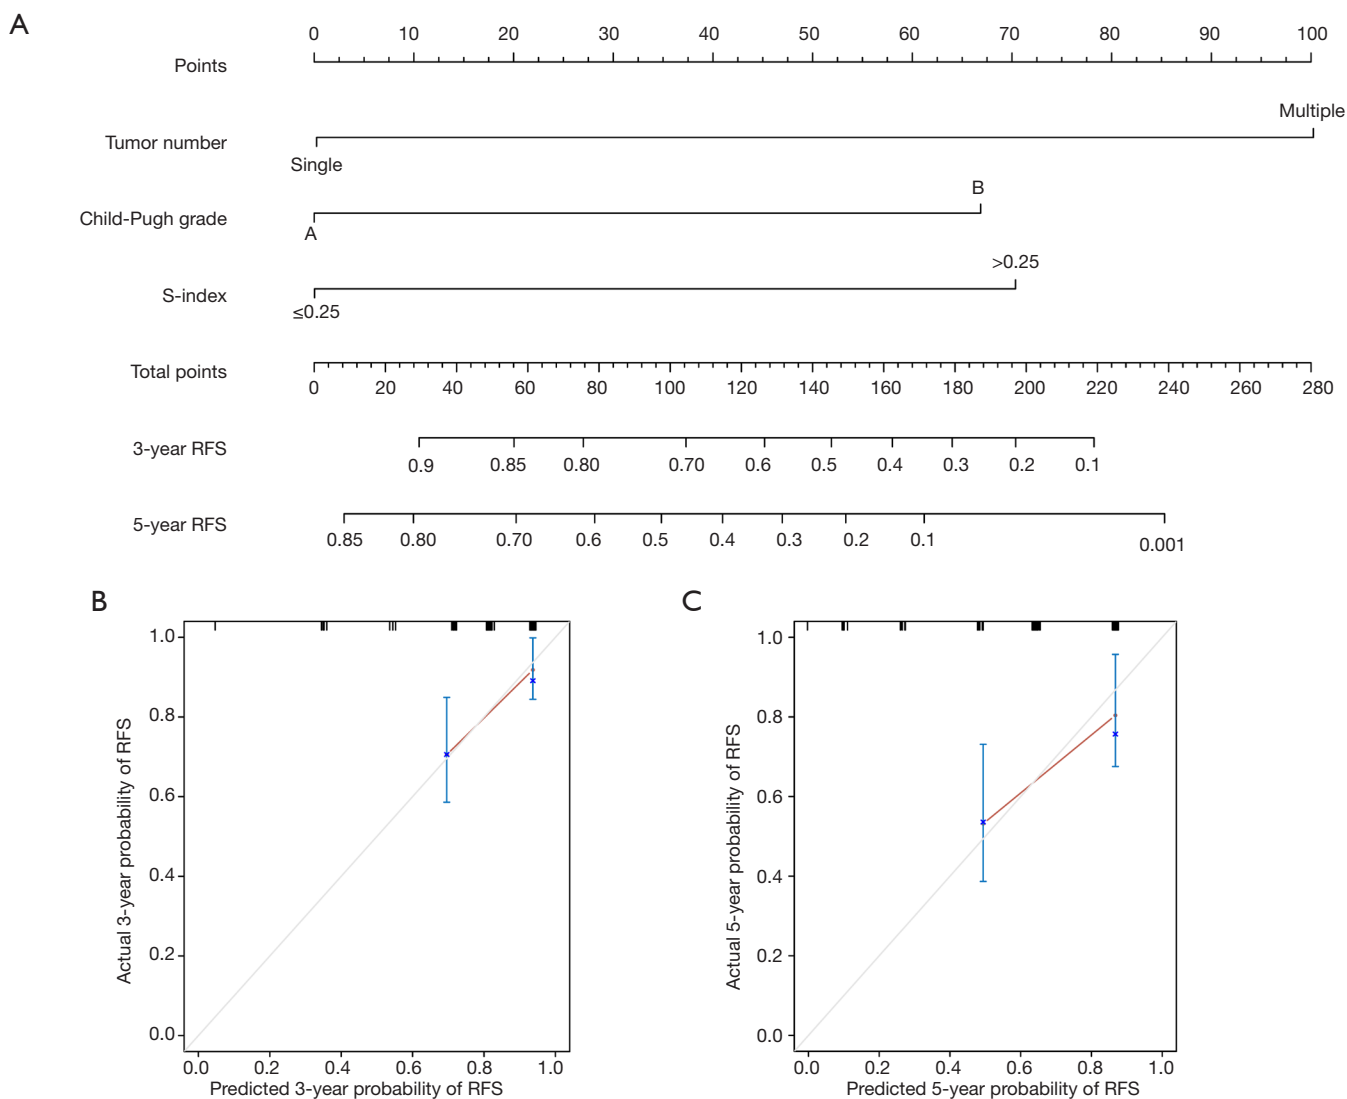 A
0 10 20 30 40 50 60 70 80 90 100
Points
Multiple
Tumor number
Single
B
Child-Pugh grade
A
>0.25
S-index
≤0.25
Total points
0 20 40 60 80 100 120 140 160 180 200 220 240 260 280
3-year RFS
0.9 0.85 0.80 0.70 0.6 0.5 0.4 0.3 0.2 0.1
5-year RFS
0.85 0.80 0.70 0.6 0.5 0.4 0.3 0.2 0.1 0.001
B
Actual 3-year probability of RFS
1.0
0.8
0.6
0.4
0.2
0.0
0.0 0.2 0.4 0.6 0.8 1.0
Predicted 3-year probability of RFS
C
Actual 5-year probability of RFS
1.0
0.8
0.6
0.4
0.2
0.0
0.0 0.2 0.4 0.6 0.8 1.0
Predicted 5-year probability of RFS